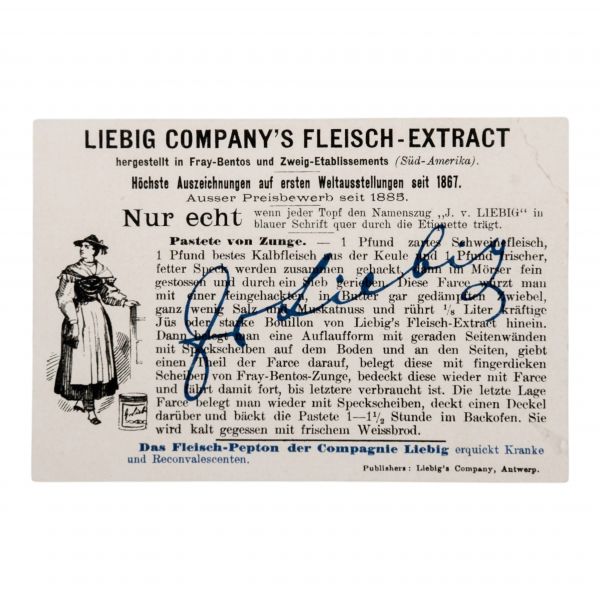 LIEBIG COMPANY'S FLEISCH-EXTRACT
hergestellt in Fray-Bentos und Zweig-Etablissements (Süd-Amerika).
Höchste Auszeichnungen auf ersten Weltausstellungen seit 1867.
Ausser Preisbewerb seit 1885.
Nur echt wenn jeder Topf den Namenszug „J. v. LIEBIG" in
blauer Schrift quer durch die Etiquette trägt.
Pastete von Zunge. — 1 Pfund zartes Schweinefleisch,
1 Pfund bestes Kalbfleisch aus der Keule und 1 Pfund frischer,
fetter Speck werden zusammen gehackt, dann im Mörser fein
gestossen und durch ein Sieb gerieben. Diese Farce würzt man
mit einer feingehackten, in Butter gar gedämpften Zwiebel,
ganz wenig Salz und Muskatnuss und rührt 1/8 Liter kräftige
Jüs oder starke Bouillon von Liebig's Fleisch-Extract hinein.
Dann belegt man eine Auflaufform mit geraden Seitenwänden
mit Speckscheiben auf dem Boden und an den Seiten, giebt
einen Theil der Farce darauf, belegt diese mit fingerdicken
Scheiben von Fray-Bentos-Zunge, bedeckt diese wieder mit Farce
und fährt damit fort, bis letztere verbraucht ist. Die letzte Lage
Farce belegt man wieder mit Speckscheiben, deckt einen Deckel
darüber und bäckt die Pastete 1—1½ Stunde im Backofen. Sie
wird kalt gegessen mit frischem Weissbrod.
JvLiebig
Das Fleisch-Pepton der Compagnie Liebig erquickt Kranke
und Reconvalescenten.
Publishers: Liebig's Company, Antwerp.